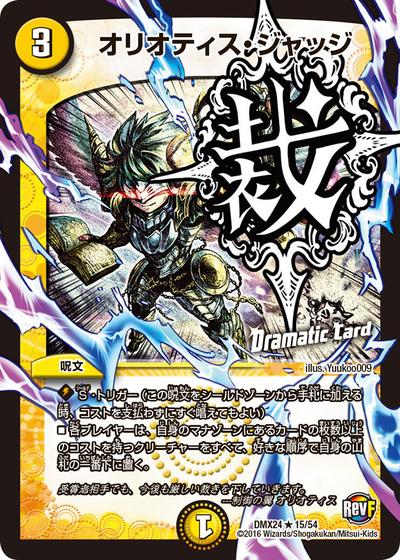 3
オリオティス・ジャッジ
裁
Dramatic Card
illus. Yuukoo009
呪文
S・トリガー (この呪文をシールドゾーンから手札に加える
時、コストを支払わずにすぐ唱えてもよい)
■各プレイヤーは、自身のマナゾーンにあるカードの枚数以上
のコストを持つクリーチャーをすべて、好きな順序で自身の山
札の一番下に置く。
英雄過相手でも、今後も厳しい裁きを下していきます。
―制御の翼 オリオティス
RevF
1
DMX24 ★ 15/54
©2016 Wizards/Shogakukan/Mitsui-Kids